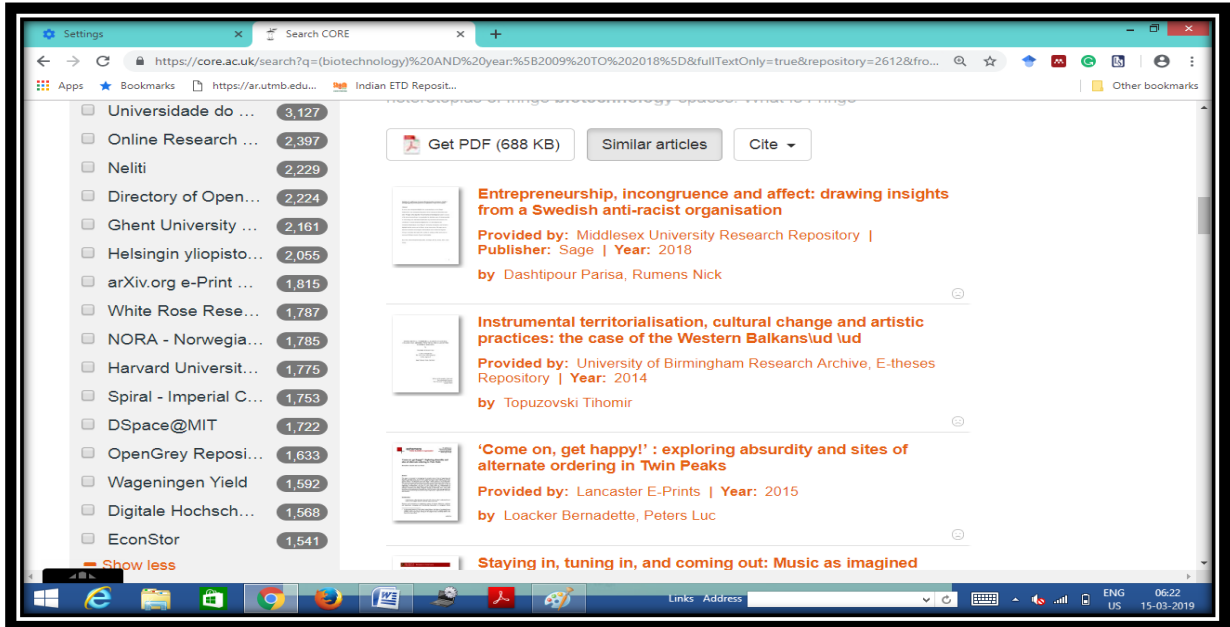 Settings
Search CORE
https://core.ac.uk/search?q=(biotechnology)%20AND%20year:%5B2009%20TO%202018%5D&fullTextOnly=true&repository=2612&fro...
Apps
Bookmarks
https://ar.utmb.edu...
Indian ETD Reposit...
Other bookmarks
Universidade do ... 3,127
Online Research ... 2,397
Neliti 2,229
Directory of Open... 2,224
Ghent University ... 2,161
Helsingin yliopisto... 2,055
arXiv.org e-Print ... 1,815
White Rose Rese... 1,787
NORA - Norwegia... 1,785
Harvard Universit... 1,775
Spiral - Imperial C... 1,753
DSpace@MIT 1,722
OpenGrey Reposi... 1,633
Wageningen Yield 1,592
Digitale Hochsch... 1,568
EconStor 1,541
Show less
Get PDF (688 KB)
Similar articles
Cite
Entrepreneurship, incongruence and affect: drawing insights
from a Swedish anti-racist organisation
Provided by: Middlesex University Research Repository |
Publisher: Sage | Year: 2018
by Dashtipour Parisa, Rumens Nick
Instrumental territorialisation, cultural change and artistic
practices: the case of the Western Balkans\ud \ud
Provided by: University of Birmingham Research Archive, E-theses
Repository | Year: 2014
by Topuzovski Tihomir
‘Come on, get happy!’ : exploring absurdity and sites of
alternate ordering in Twin Peaks
Provided by: Lancaster E-Prints | Year: 2015
by Loacker Bernadette, Peters Luc
Staying in, tuning in, and coming out: Music as imagined
Links Address
ENG
US
06:22
15-03-2019